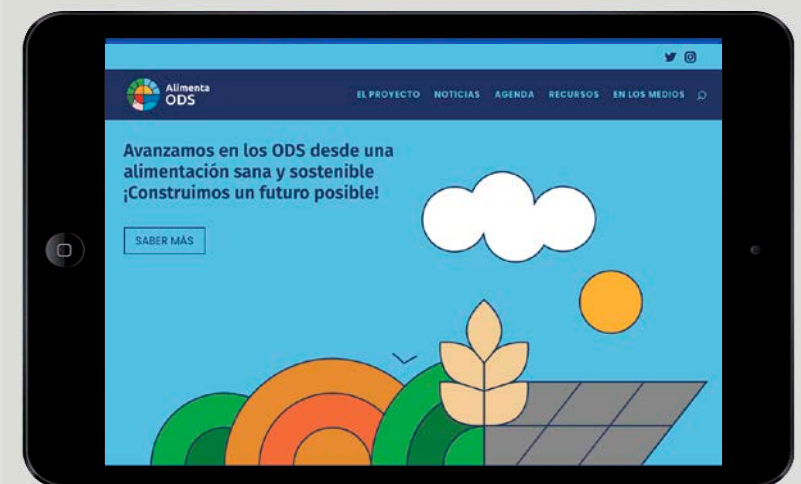 Alimenta
ODS
EL PROYECTO NOTICIAS AGENDA RECURSOS EN LOS MEDIOS
Avanzamos en los ODS desde una
alimentación sana y sostenible
¡Construimos un futuro posible!
SABER MÁS